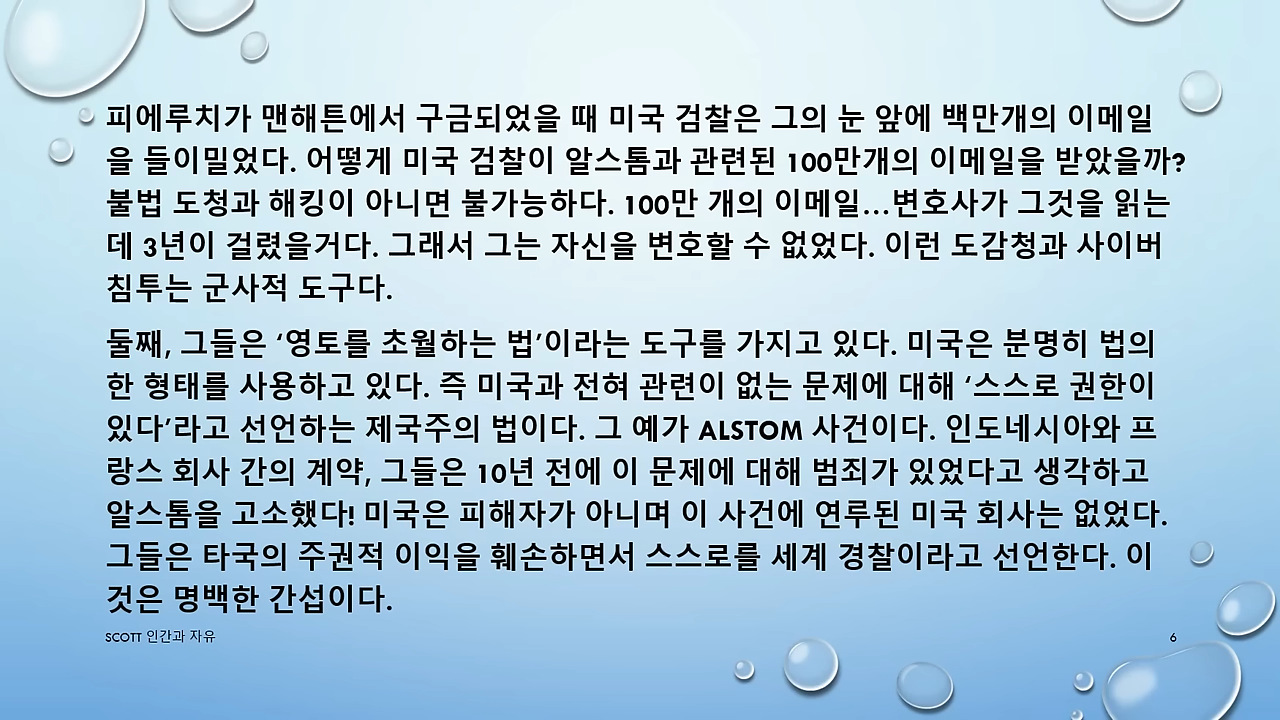 피에루치가 맨해튼에서 구금되었을 때 미국 검찰은 그의 눈 앞에 백만개의 이메일
을 들이밀었다. 어떻게 미국 검찰이 알스톰과 관련된 100만개의 이메일을 받았을까?
불법 도청과 해킹이 아니면 불가능하다. 100만 개의 이메일…변호사가 그것을 읽는
데 3년이 걸렸을거다. 그래서 그는 자신을 변호할 수 없었다. 이런 도감청과 사이버
침투는 군사적 도구다.
둘째, 그들은 ‘영토를 초월하는 법’이라는 도구를 가지고 있다. 미국은 분명히 법의
한 형태를 사용하고 있다. 즉 미국과 전혀 관련이 없는 문제에 대해 ‘스스로 권한이
있다’라고 선언하는 제국주의 법이다. 그 예가 ALSTOM 사건이다. 인도네시아와 프
랑스 회사 간의 계약, 그들은 10년 전에 이 문제에 대해 범죄가 있었다고 생각하고
알스톰을 고소했다! 미국은 피해자가 아니며 이 사건에 연루된 미국 회사는 없었다.
그들은 타국의 주권적 이익을 훼손하면서 스스로를 세계 경찰이라고 선언한다. 이
것은 명백한 간섭이다.
SCOTT 인간과 자유
6